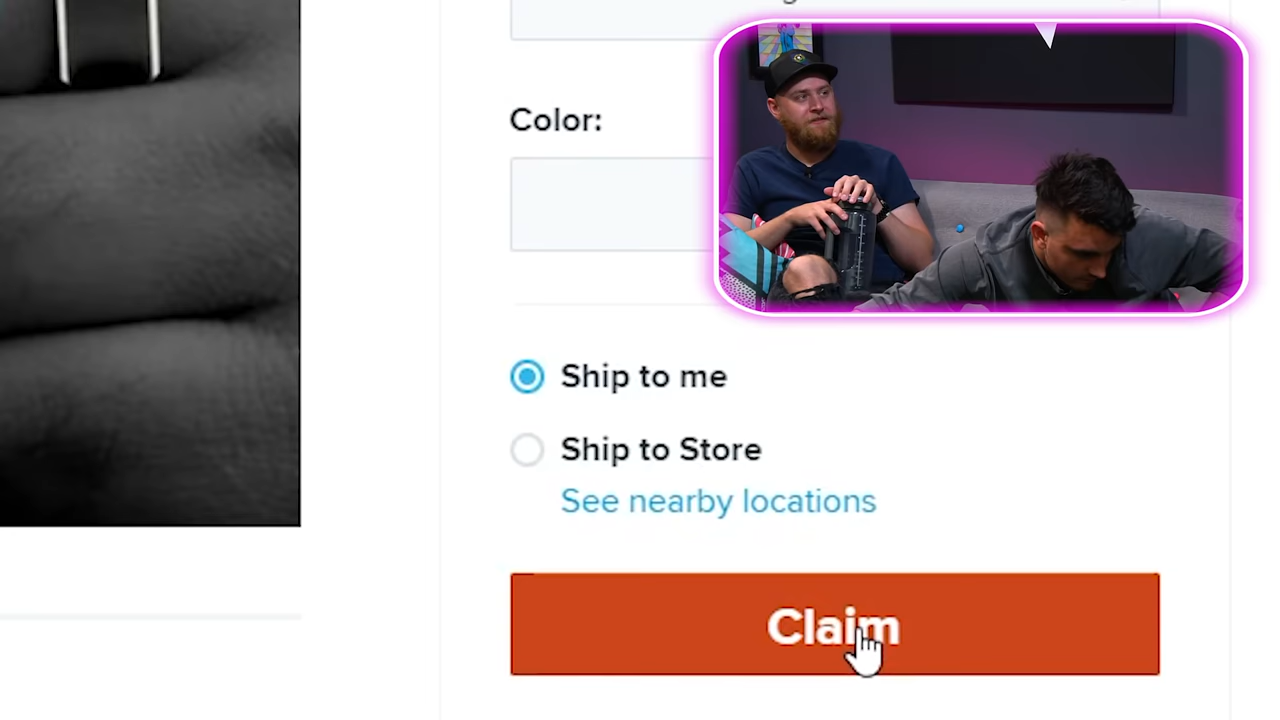 Color:
Ship to me
Ship to Store
See nearby locations
Claim